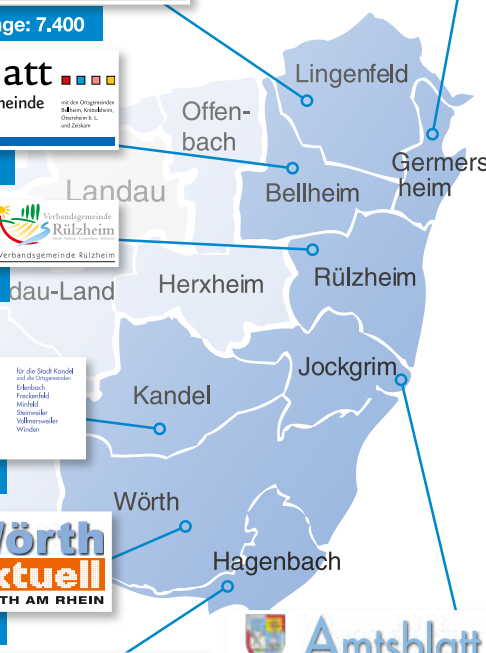 ge: 7.400
att
meinde
mit den Ortsgemeinden
Bellheim, Knittelsheim,
Ottersheim b. L.
und Zeiskam
Lingenfeld
Offen-
bach
Germers
heim
Landau
Bellheim
Verbandsgemeinde
Rülzheim
Verbandsgemeinde Rülzheim
dau-Land
Herxheim
Rülzheim
Jockgrim
für die Stadt Kandel
und die Ortsgemeinden
Erlenbach
Freckenfeld
Minfeld
Steinweiler
Vollmersweiler
Winden
Kandel
Wörth
Wörth
ktuell
TH AM RHEIN
Hagenbach
Amtsblatt